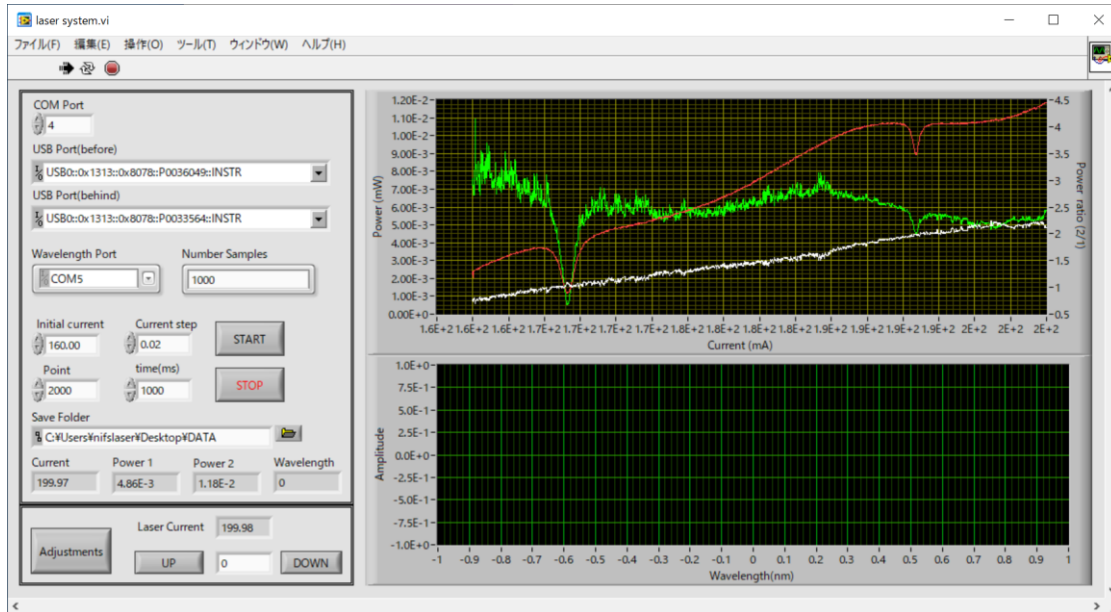 laser system.vi
ファイル(F) 編集(E) 操作(O) ツール(T) ウィンドウ(W) ヘルプ(H)
COM Port
4
USB Port(before)
USB0::0x1313::0x8078::P0036049::INSTR
USB Port(behind)
USB0::0x1313::0x8078::P0033564::INSTR
Wavelength Port Number Samples
COM5 1000
Initial current Current step
160.00 0.02 START
Point time(ms)
2000 1000 STOP
Save Folder
C:¥Users¥nifslaser¥Desktop¥DATA
Current Power 1 Power 2 Wavelength
199.97 4.86E-3 1.18E-2 0
Laser Current 199.98
Adjustments
UP 0 DOWN
1.20E-2
1.10E-2
1.00E-2
9.00E-3
8.00E-3
7.00E-3
6.00E-3
5.00E-3
4.00E-3
3.00E-3
2.00E-3
1.00E-3
0.00E+0
Power (mW)
4.5
4
3.5
3
2.5
2
1.5
1
0.5
Power ratio (2/1)
1.6E+2 1.6E+2 1.6E+2 1.7E+2 1.7E+2 1.7E+2 1.8E+2 1.8E+2 1.8E+2 1.8E+2 1.9E+2 1.9E+2 1.9E+2 1.9E+2 2E+2 2E+2 2E+2
Current (mA)
1.0E+0
7.5E-1
5.0E-1
2.5E-1
0.0E+0
-2.5E-1
-5.0E-1
-7.5E-1
-1.0E+0
Amplitude
-1 -0.9 -0.8 -0.7 -0.6 -0.5 -0.4 -0.3 -0.2 -0.1 0 0.1 0.2 0.3 0.4 0.5 0.6 0.7 0.8 0.9 1
Wavelength(nm)